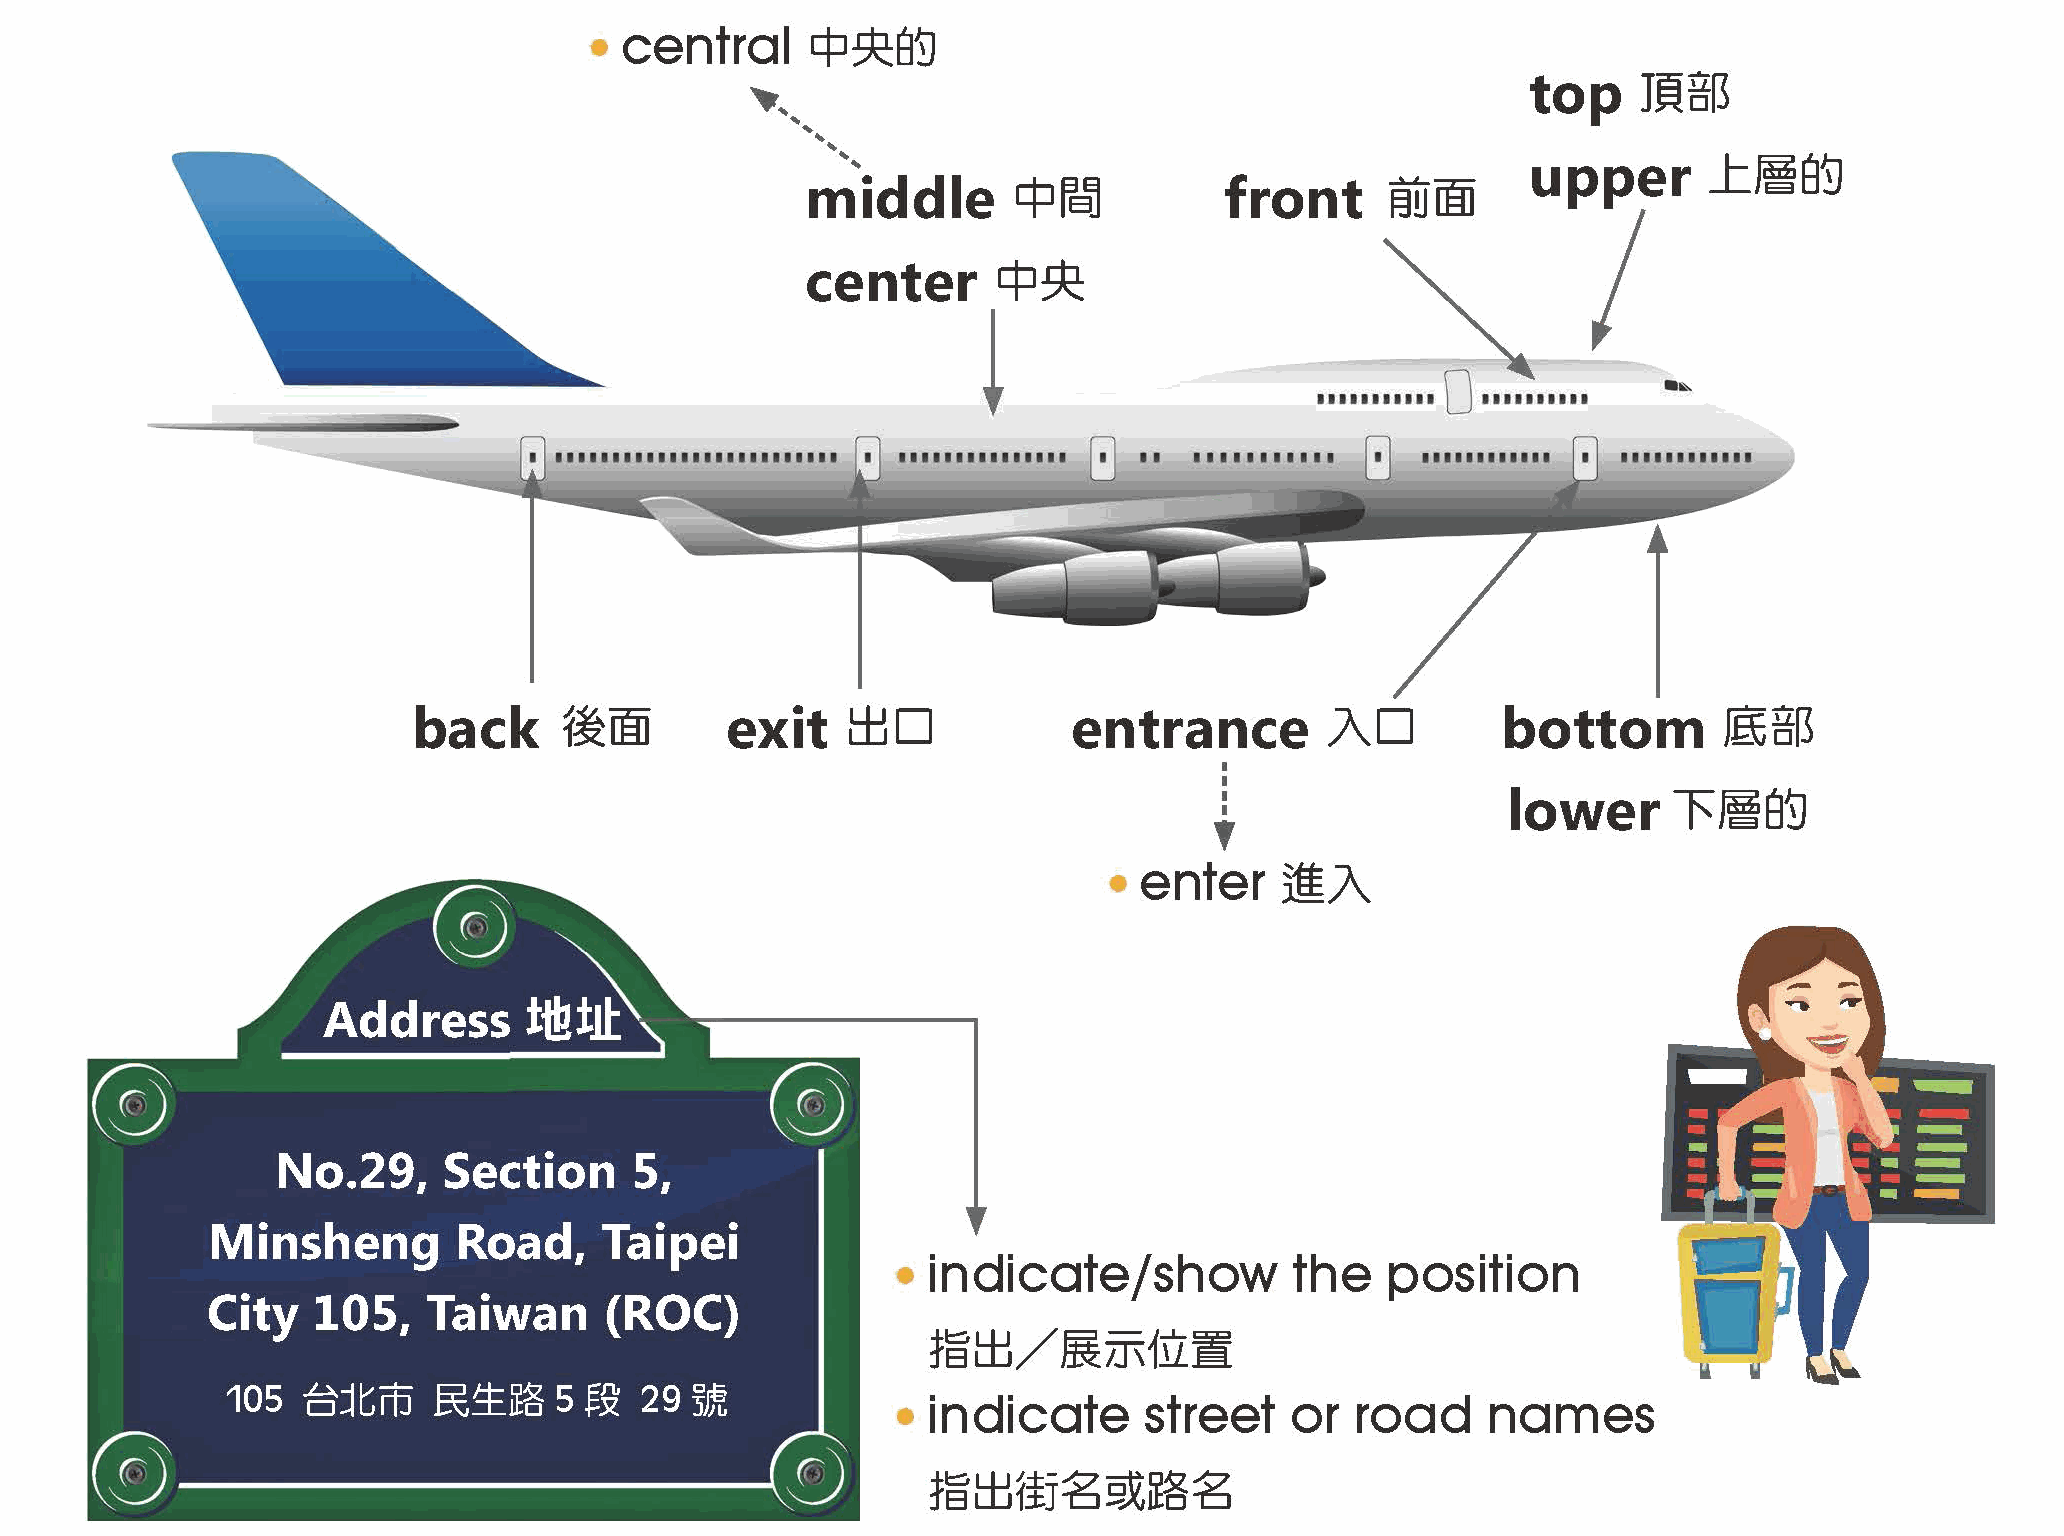 • central 中央的
top 頂部
upper 上層的
middle 中間
front 前面
center 中央
back 後面
exit 出口
entrance 入口
bottom 底部
lower 下層的
• enter 進入
Address 地址
No.29, Section 5,
Minsheng Road, Taipei
City 105, Taiwan (ROC)
105 台北市 民生路 5 段 29 號
• indicate/show the position
指出／展示位置
• indicate street or road names
指出街名或路名